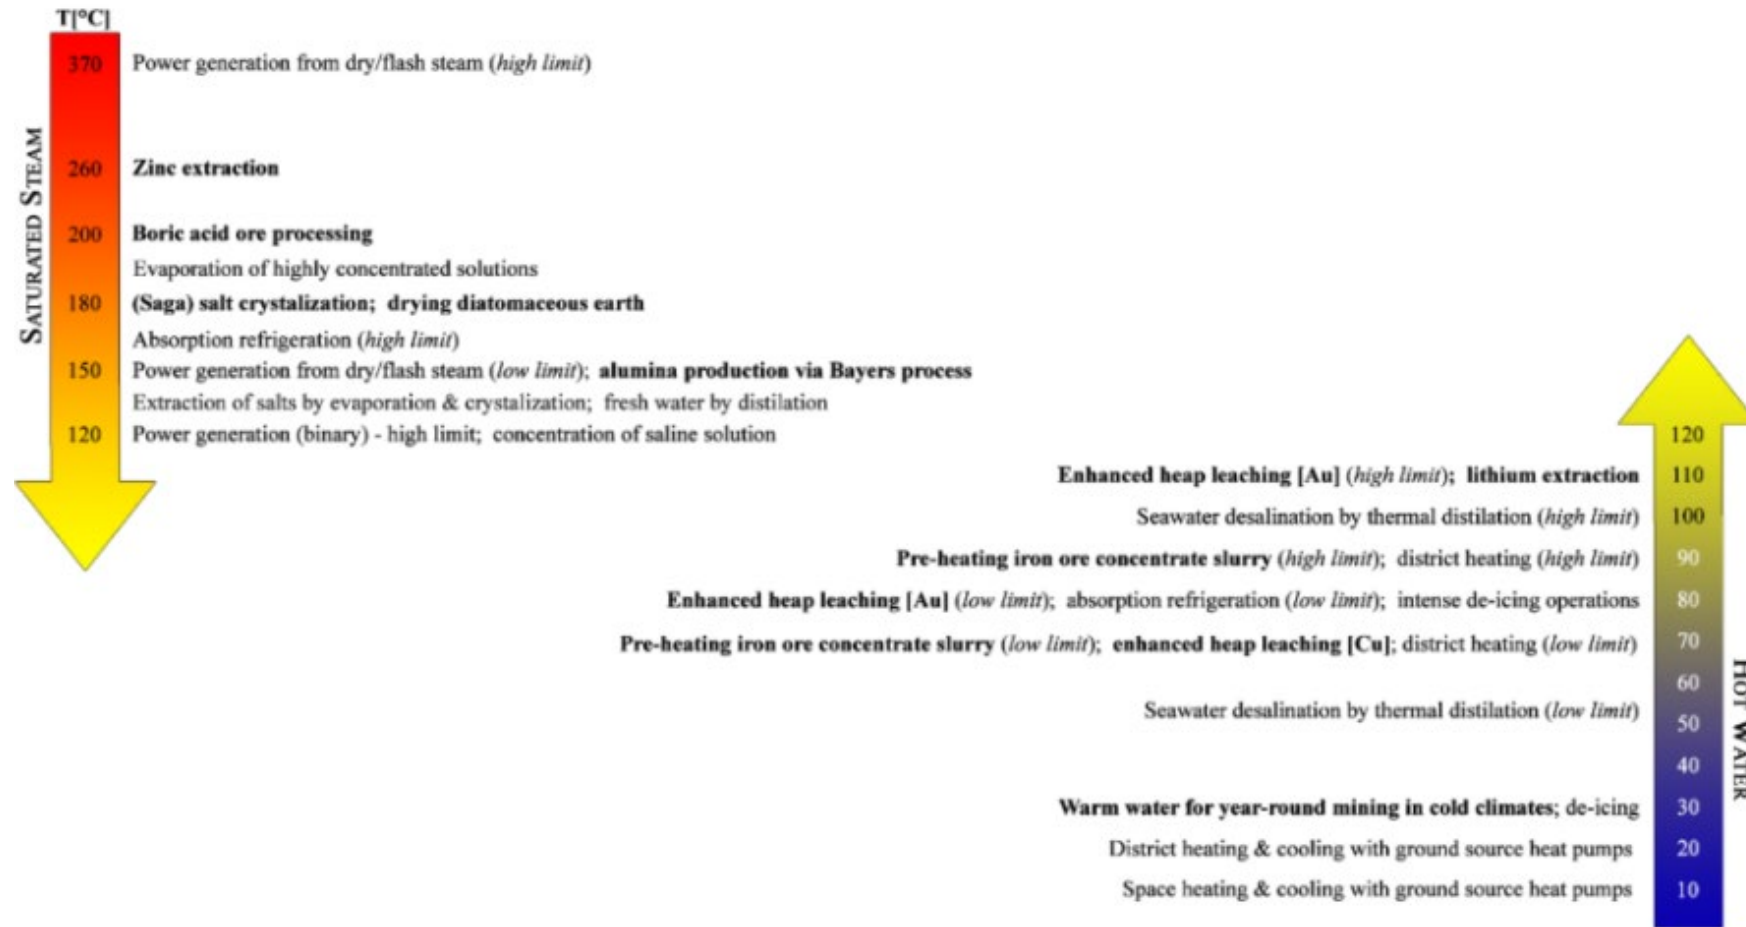 T[°C]
SATURATED STEAM
370 Power generation from dry/flash steam (high limit)
260 Zinc extraction
200 Boric acid ore processing
Evaporation of highly concentrated solutions
180 (Saga) salt crystalization; drying diatomaceous earth
Absorption refrigeration (high limit)
150 Power generation from dry/flash steam (low limit); alumina production via Bayers process
Extraction of salts by evaporation & crystalization; fresh water by distilation
120 Power generation (binary) - high limit; concentration of saline solution
120
Enhanced heap leaching [Au] (high limit); lithium extraction 110
Seawater desalination by thermal distilation (high limit) 100
Pre-heating iron ore concentrate slurry (high limit); district heating (high limit) 90
Enhanced heap leaching [Au] (low limit); absorption refrigeration (low limit); intense de-icing operations 80
Pre-heating iron ore concentrate slurry (low limit); enhanced heap leaching [Cu]; district heating (low limit) 70
60
Seawater desalination by thermal distilation (low limit)
50
40
Warm water for year-round mining in cold climates; de-icing 30
District heating & cooling with ground source heat pumps 20
Space heating & cooling with ground source heat pumps 10
HOT WATER